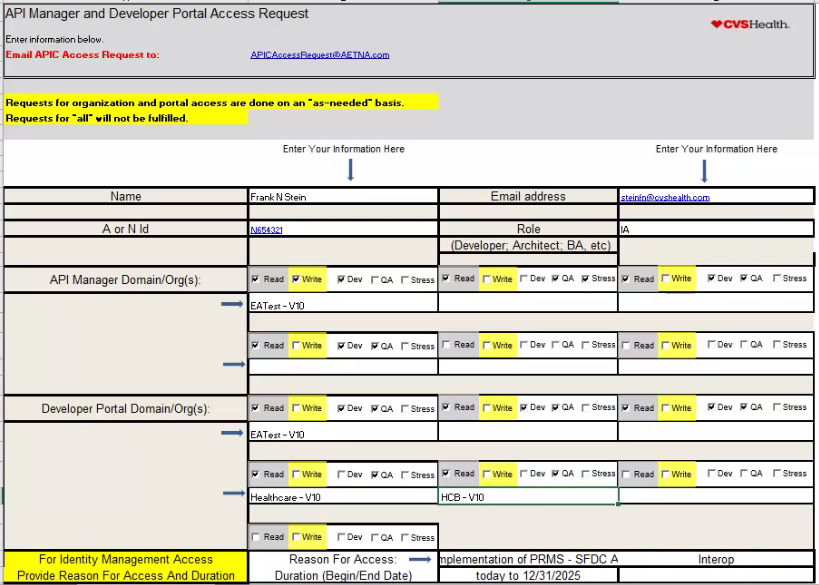 API Manager and Developer Portal Access Request
CVSHealth.
Enter information below.
Email APIC Access Request to: APICAccessRequest@AETNA.com
Requests for organization and portal access are done on an "as-needed" basis.
Requests for "all" will not be fulfilled.
Enter Your Information Here Enter Your Information Here
Name Frank N Stein Email address steinfn@cvshealth.com
A or N Id N654321 Role IA
(Developer; Architect; BA, etc)
API Manager Domain/Org(s): Read Write Dev QA Stress Read Write Dev QA Stress Read Write Dev QA Stress
EATest - V10
Read Write Dev QA Stress Read Write Dev QA Stress Read Write Dev QA Stress
Developer Portal Domain/Org(s): Read Write Dev QA Stress Read Write Dev QA Stress Read Write Dev QA Stress
EATest - V10
Read Write Dev QA Stress Read Write Dev QA Stress Read Write Dev QA Stress
Healthcare - V10 HCB - V10
Read Write Dev QA Stress
For Identity Management Access Reason For Access: mplementation of PRMS - SFDC A Interop
Provide Reason For Access And Duration Duration (Begin/End Date) today to 12/31/2025